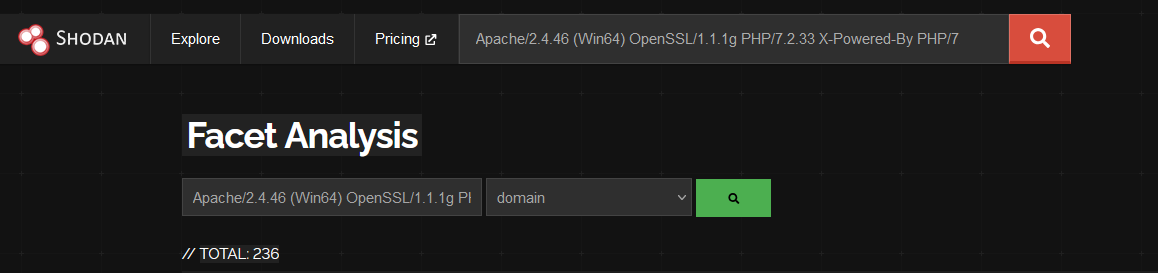 SHODAN Explore Downloads Pricing Apache/2.4.46 (Win64) OpenSSL/1.1.1g PHP/7.2.33 X-Powered-By PHP/7
Facet Analysis
Apache/2.4.46 (Win64) OpenSSL/1.1.1g PH domain
// TOTAL: 236